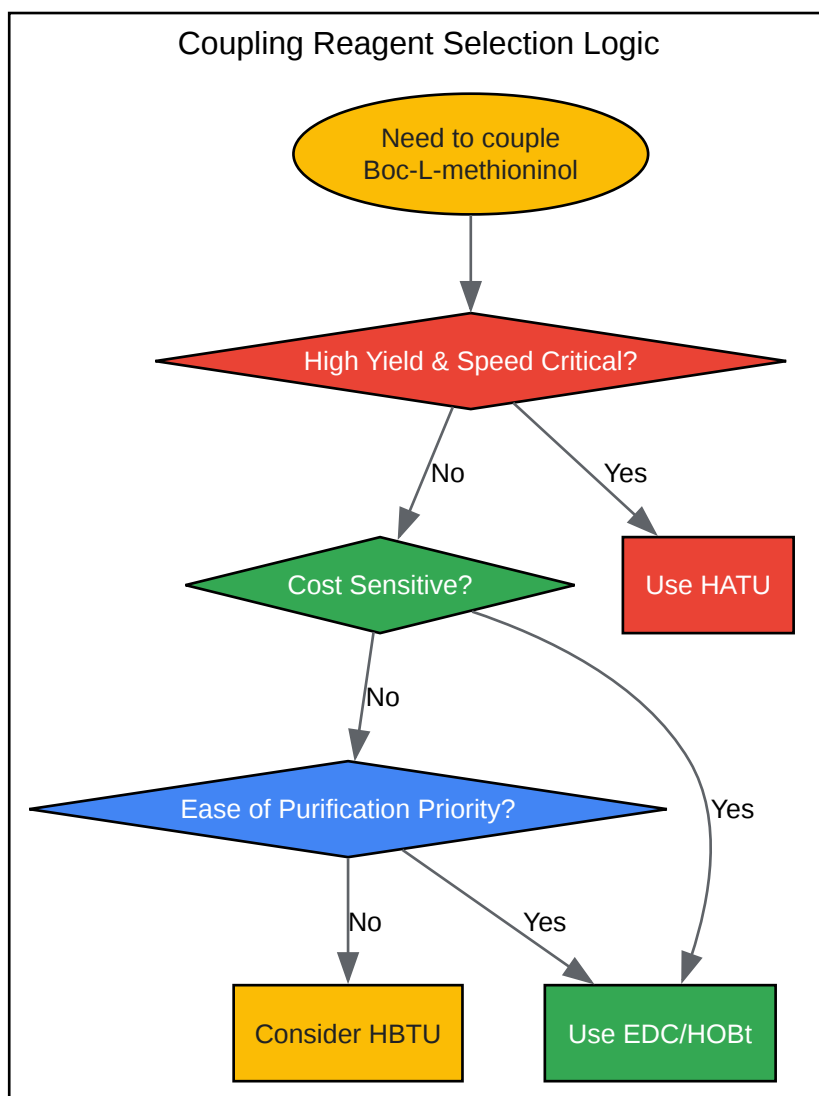 Coupling Reagent Selection Logic
Need to couple
Boc-L-methioninol
High Yield & Speed Critical?
No
Yes
Cost Sensitive?
Use HATU
No
Yes
Ease of Purification Priority?
No
Yes
Consider HBTU
Use EDC/HOBt